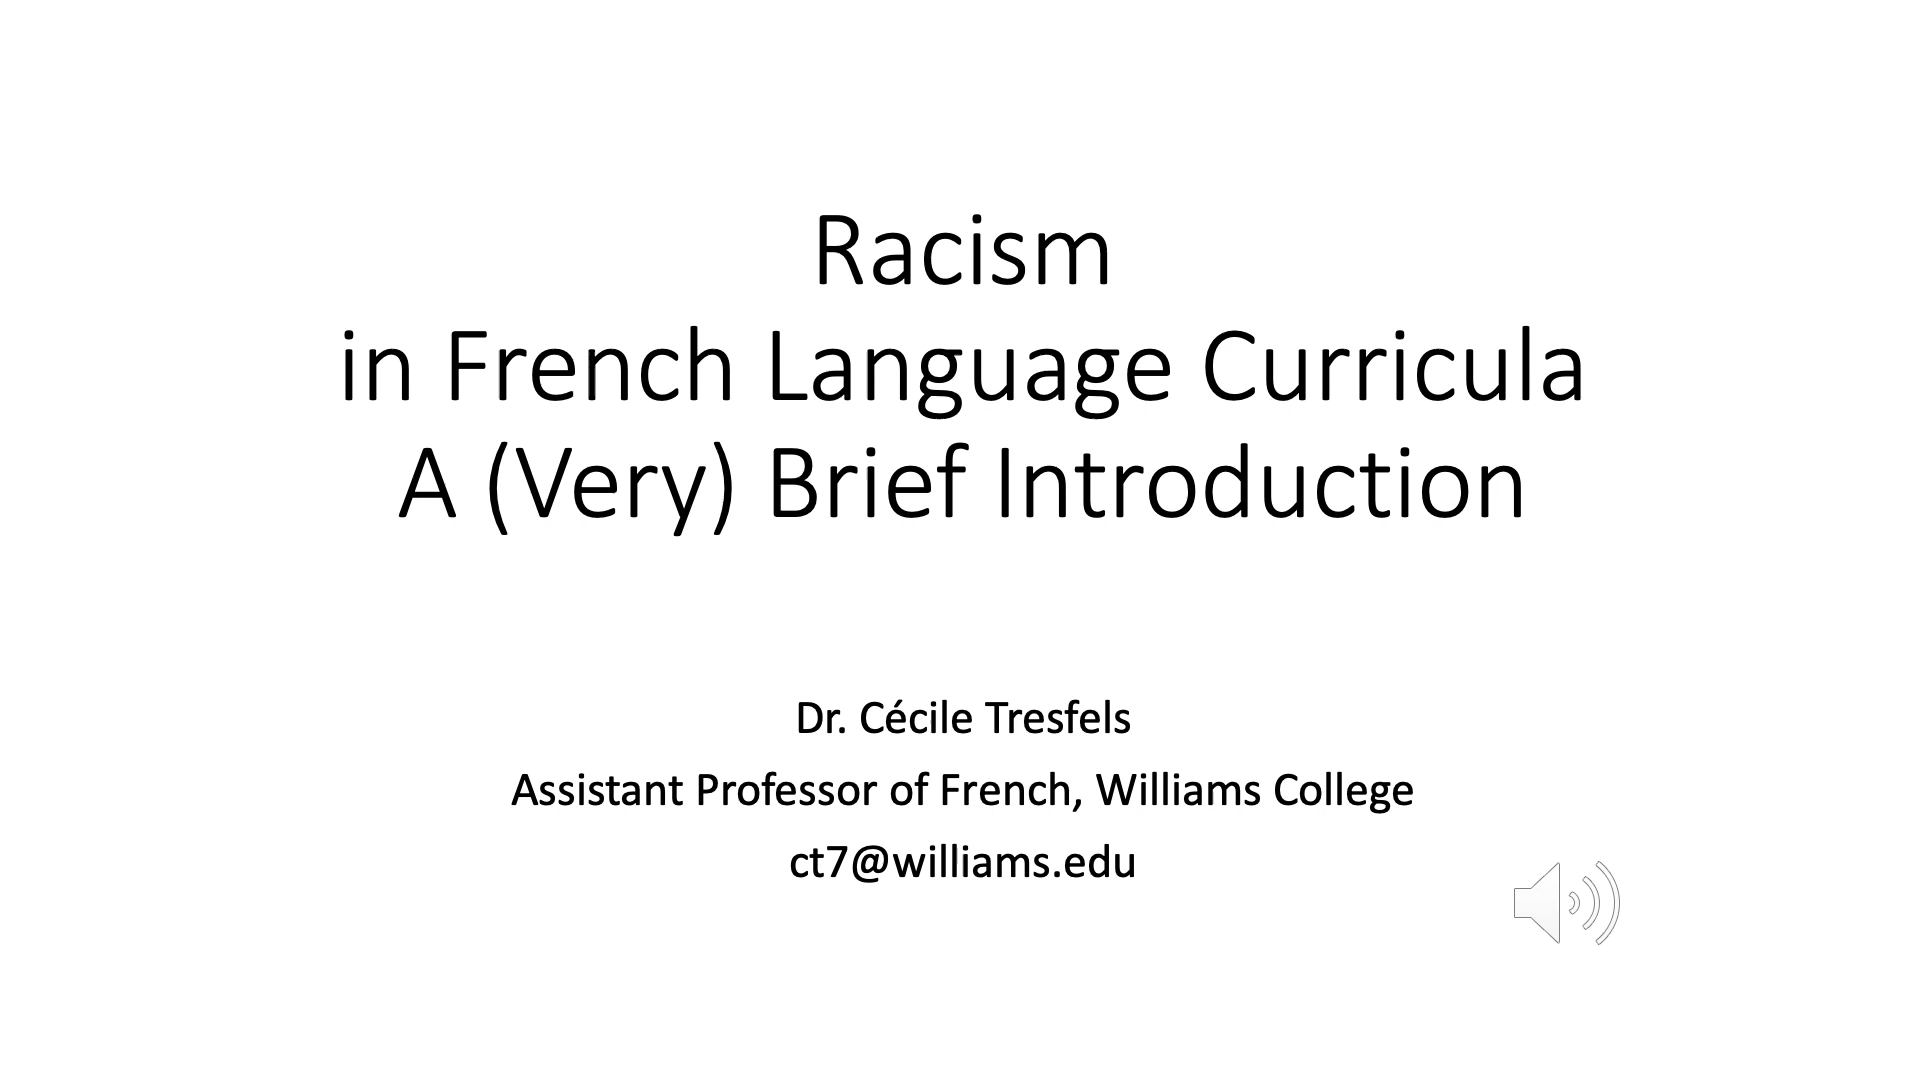 Racism
in French Language Curricula
A (Very) Brief Introduction
Dr. Cécile Tresfels
Assistant Professor of French, Williams College
ct7@williams.edu